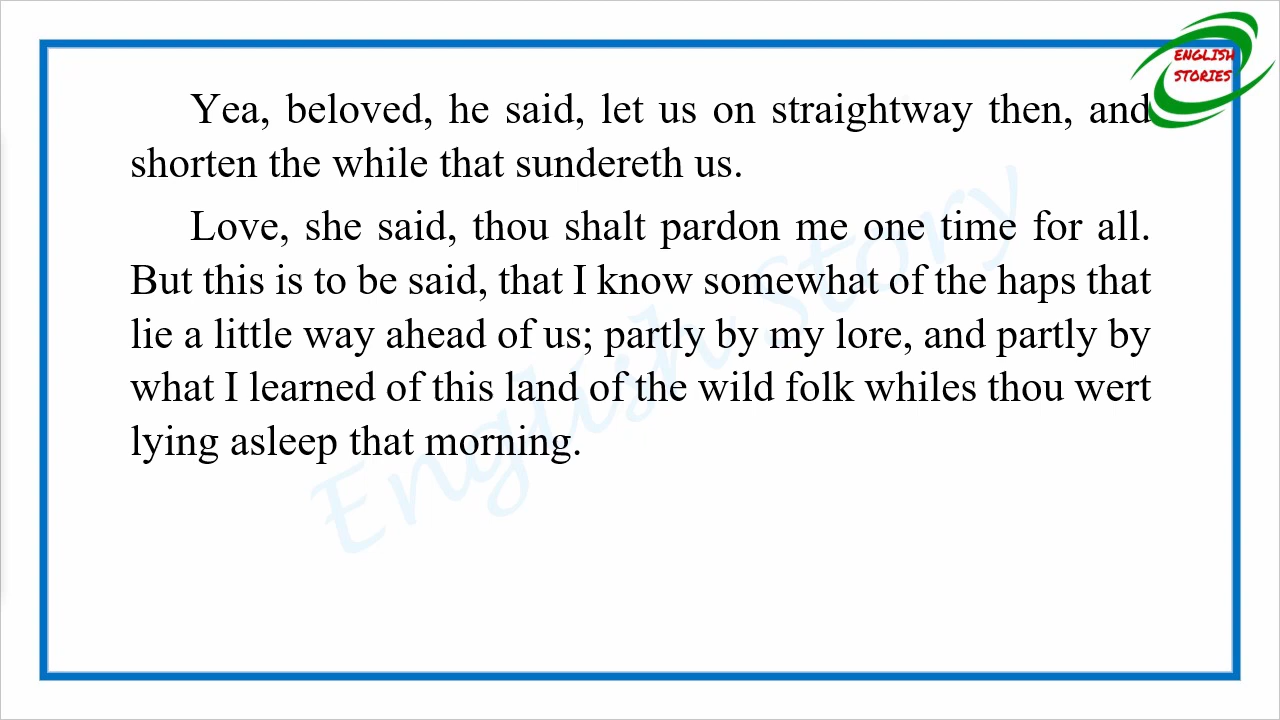 ENGLISH
STORIES
Yea, beloved, he said, let us on straightway then, and
shorten the while that sundereth us.
Love, she said, thou shalt pardon me one time for all.
But this is to be said, that I know somewhat of the haps that
lie a little way ahead of us; partly by my lore, and partly by
what I learned of this land of the wild folk whiles thou wert
lying asleep that morning.
English Story